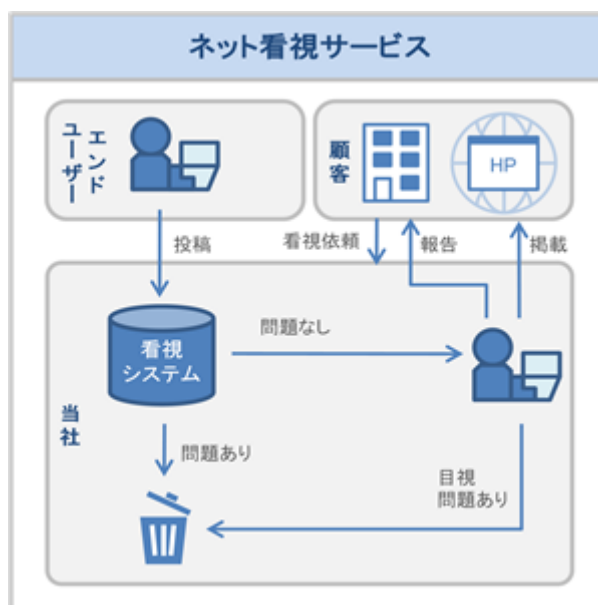 ネット看視サービス
エンド
ユーザー
顧客
HP
投稿
看視依頼
報告
掲載
看視
システム
問題なし
当社
問題あり
目視
問題あり